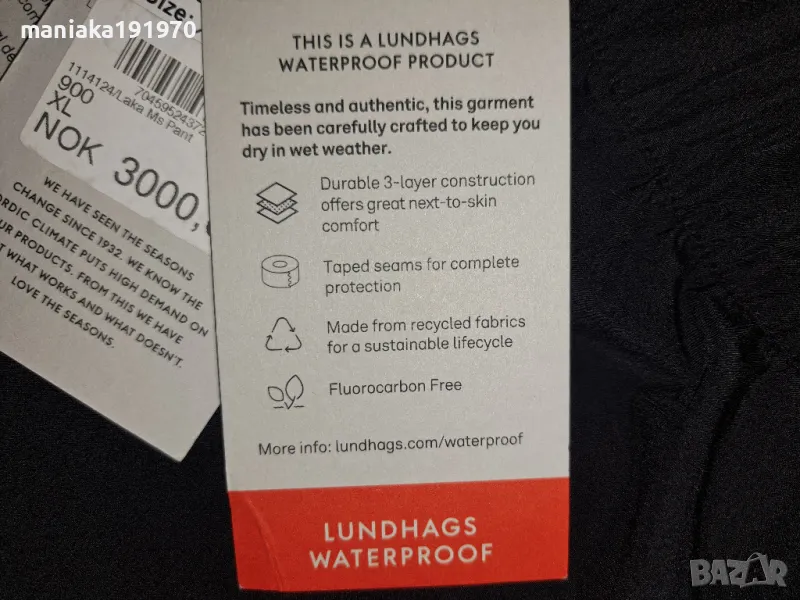 maniaka191970
Size:
7045952437
1114124/Laka Ms Pant
900
XL
NOK 3000,
WE HAVE SEEN THE SEASONS
CHANGE SINCE 1932. WE KNOW THE
CLIMATE PUTS HIGH DEMAND ON
PRODUCTS. FROM THIS WE HAVE
WHAT WORKS AND WHAT DOESN'T.
LOVE THE SEASONS.
THIS IS A LUNDHAGS
WATERPROOF PRODUCT
Timeless and authentic, this garment
has been carefully crafted to keep you
dry in wet weather.
Durable 3-layer construction
offers great next-to-skin
comfort
Taped seams for complete
protection
Made from recycled fabrics
for a sustainable lifecycle
Fluorocarbon Free
More info: lundhags.com/waterproof
LUNDHAGS
WATERPROOF
BAZAR